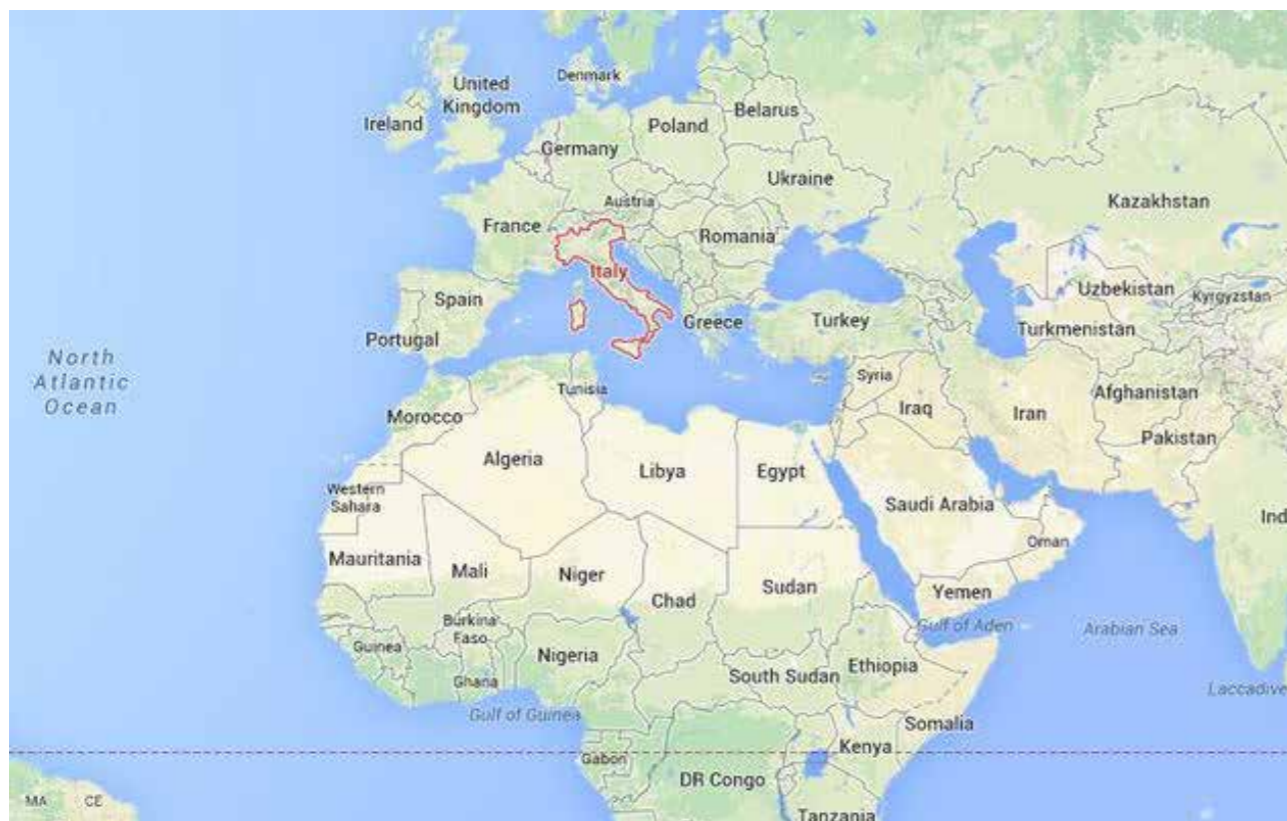 Denmark
United
Kingdom
Ireland
Belarus
Poland
Germany
Ukraine
Kazakhstan
Austria
France
Romania
Italy
Uzbekistan
Kyrgyzstan
Spain
Greece
Turkey
Turkmenistan
Portugal
North
Atlantic
Ocean
Tunisia
Syria
Afghanistan
Morocco
Iraq
Iran
Pakistan
Algeria
Libya
Egypt
Western
Sahara
Saudi Arabia
Ind
Oman
Mauritania
Mali
Niger
Chad
Sudan
Yemen
Burkina
Faso
Gulf of Aden
Arabian Sea
Guinea
Nigeria
Ethiopia
South Sudan
Ghana
Laccadive
Gulf of Guinea
Somalia
Kenya
Gabon
DR Congo
MA
CE
Tanzania